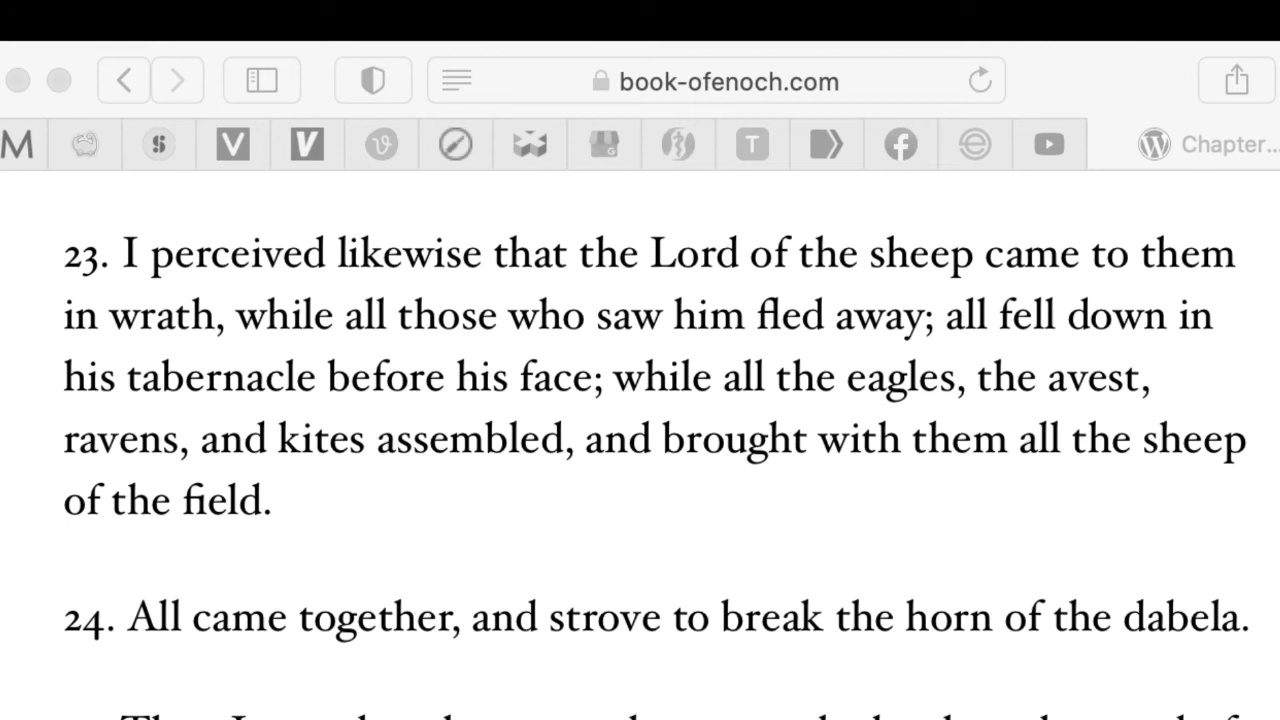 book-ofenoch.com
M S V V T G Chapter...
23. I perceived likewise that the Lord of the sheep came to them
in wrath, while all those who saw him fled away; all fell down in
his tabernacle before his face; while all the eagles, the avest,
ravens, and kites assembled, and brought with them all the sheep
of the field.
24. All came together, and strove to break the horn of the dabela.